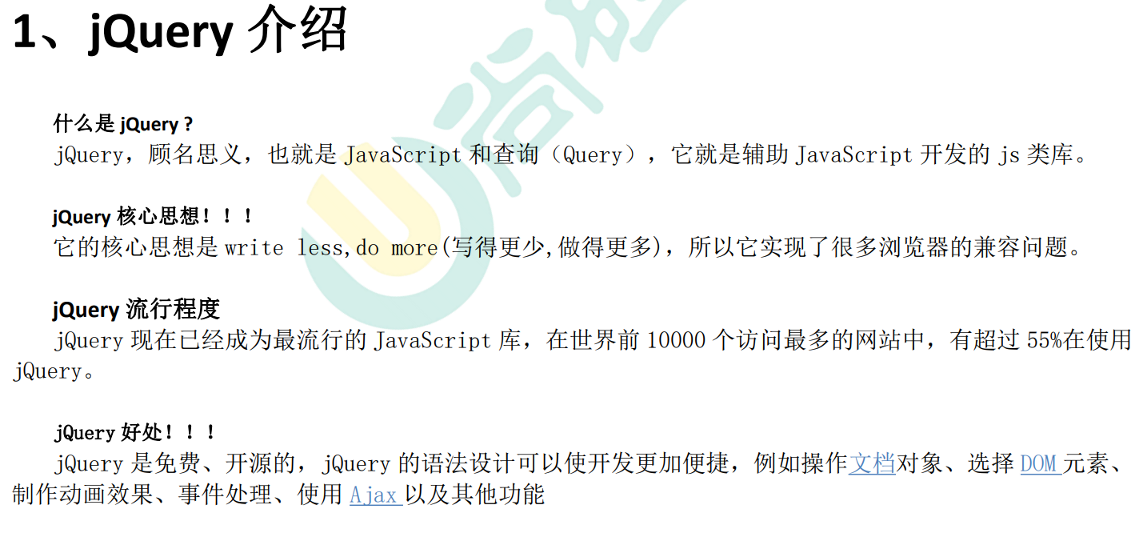 1、jQuery 介绍
什么是 jQuery ?
jQuery，顾名思义，也就是 JavaScript 和查询（Query），它就是辅助 JavaScript 开发的 js 类库。
jQuery 核心思想！！！
它的核心思想是 write less,do more(写得更少,做得更多)，所以它实现了很多浏览器的兼容问题。
jQuery 流行程度
jQuery 现在已经成为最流行的 JavaScript 库，在世界前 10000 个访问最多的网站中，有超过 55%在使用
jQuery。
jQuery 好处！！！
jQuery 是免费、开源的，jQuery 的语法设计可以使开发更加便捷，例如操作文档对象、选择 DOM 元素、
制作动画效果、事件处理、使用 Ajax 以及其他功能
尚